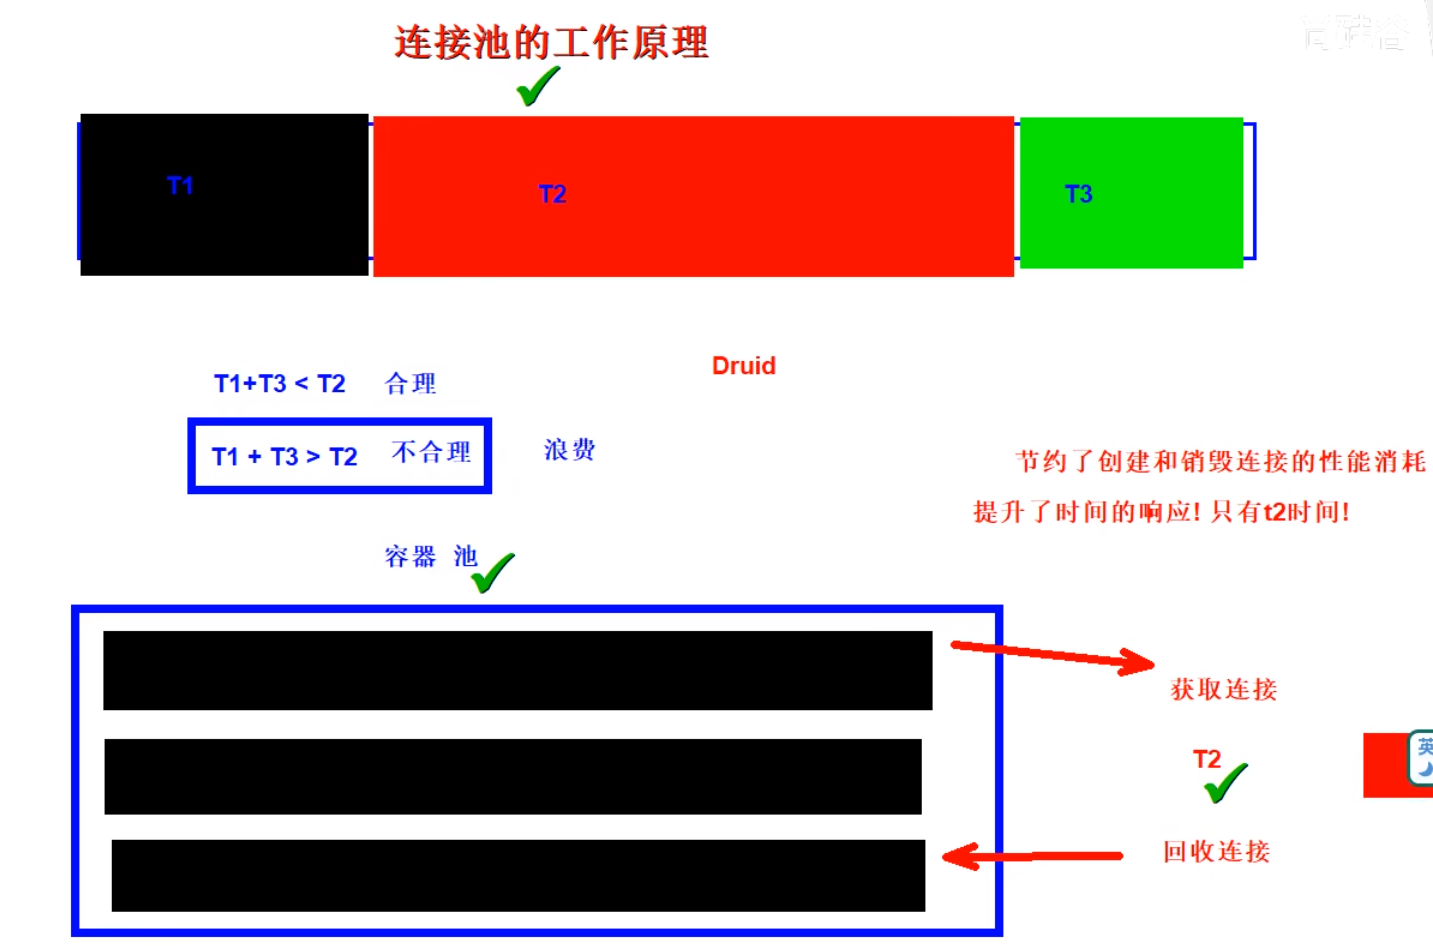 尚硅谷
连接池的工作原理
T1
T2
T3
Druid
T1+T3 < T2 合理
T1 + T3 > T2 不合理 浪费
节约了创建和销毁连接的性能消耗
提升了时间的响应! 只有t2时间!
容器 池
获取连接
T2
英
回收连接